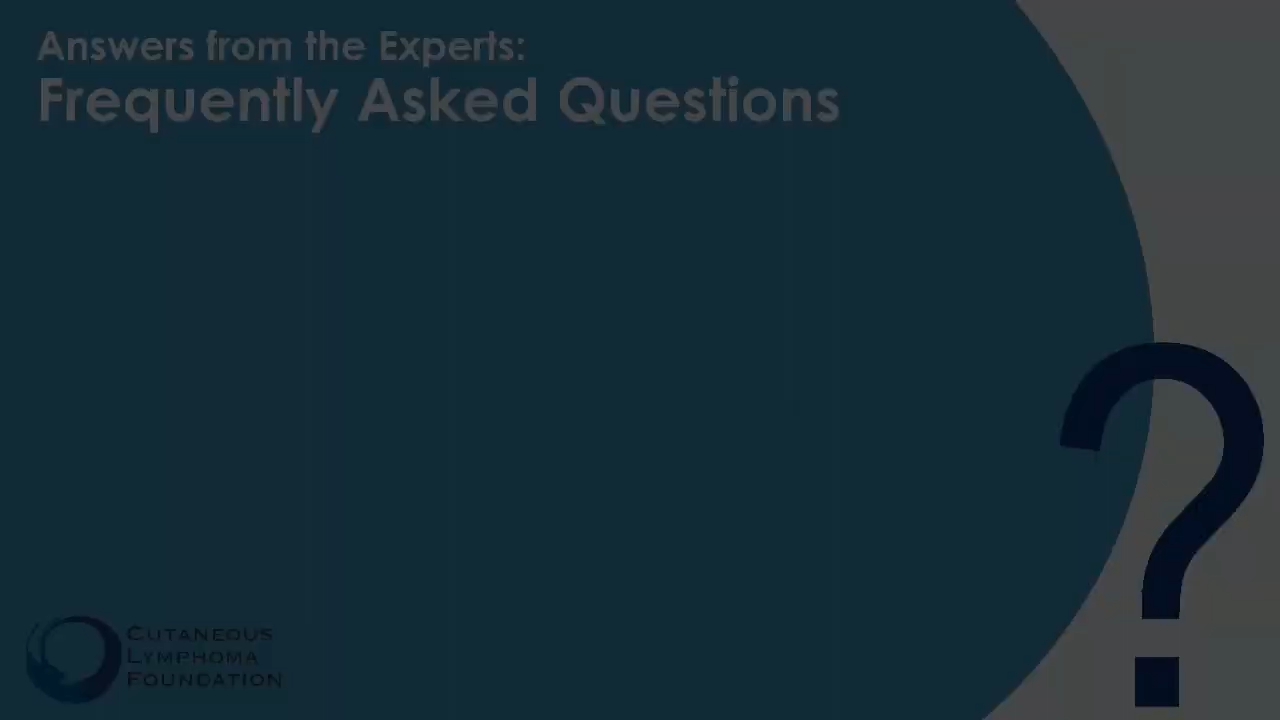 Answers from the Experts:
Frequently Asked Questions
?
CUTANEOUS
LYMPHOMA
FOUNDATION